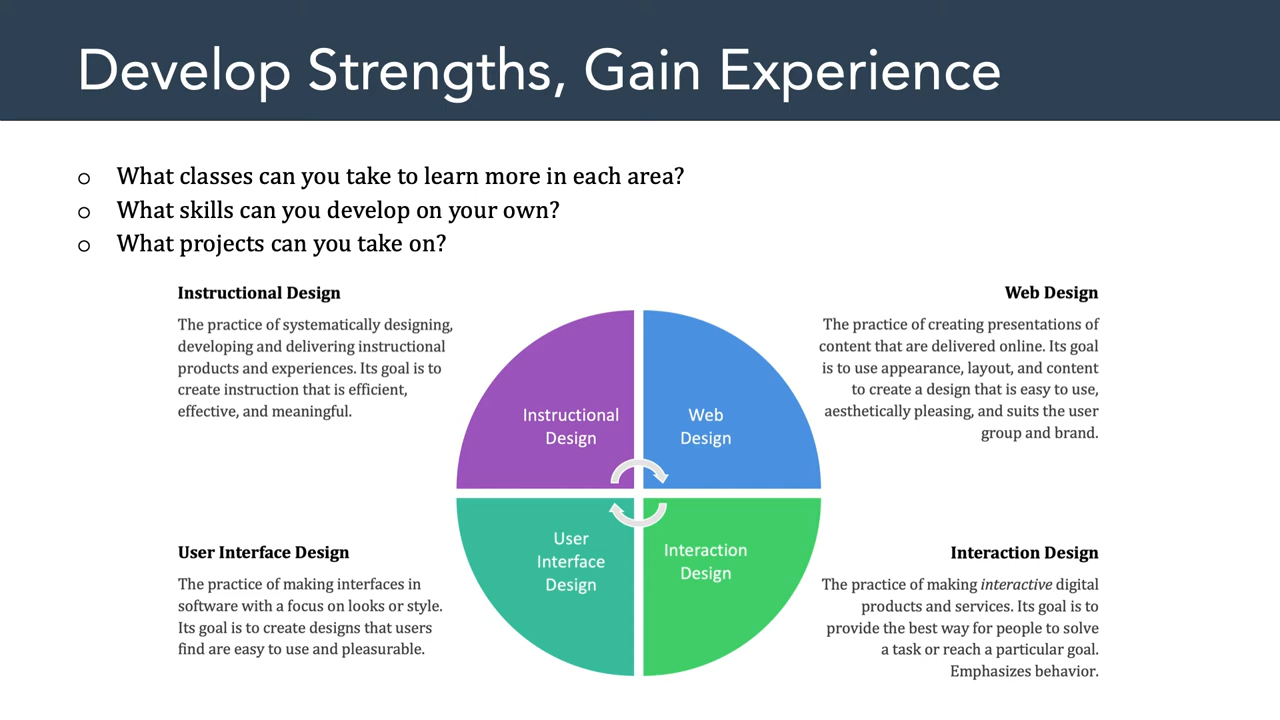 Develop Strengths, Gain Experience
o What classes can you take to learn more in each area?
o What skills can you develop on your own?
o What projects can you take on?
Instructional Design
The practice of systematically designing,
developing and delivering instructional
products and experiences. Its goal is to
create instruction that is efficient,
effective, and meaningful.
Web Design
The practice of creating presentations of
content that are delivered online. Its goal
is to use appearance, layout, and content
to create a design that is easy to use,
aesthetically pleasing, and suits the user
group and brand.
Instructional
Design
Web
Design
User
Interface
Design
Interaction
Design
User Interface Design
The practice of making interfaces in
software with a focus on looks or style.
Its goal is to create designs that users
find are easy to use and pleasurable.
Interaction Design
The practice of making interactive digital
products and services. Its goal is to
provide the best way for people to solve
a task or reach a particular goal.
Emphasizes behavior.